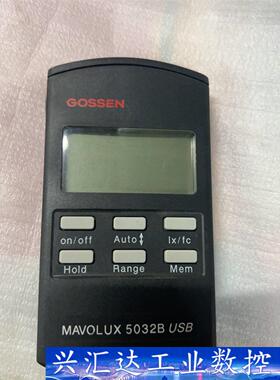 GOSSEN
on/off Auto lx/fc
Hold Range Mem
MAVOLUX 5032B USB
兴汇达工业数控